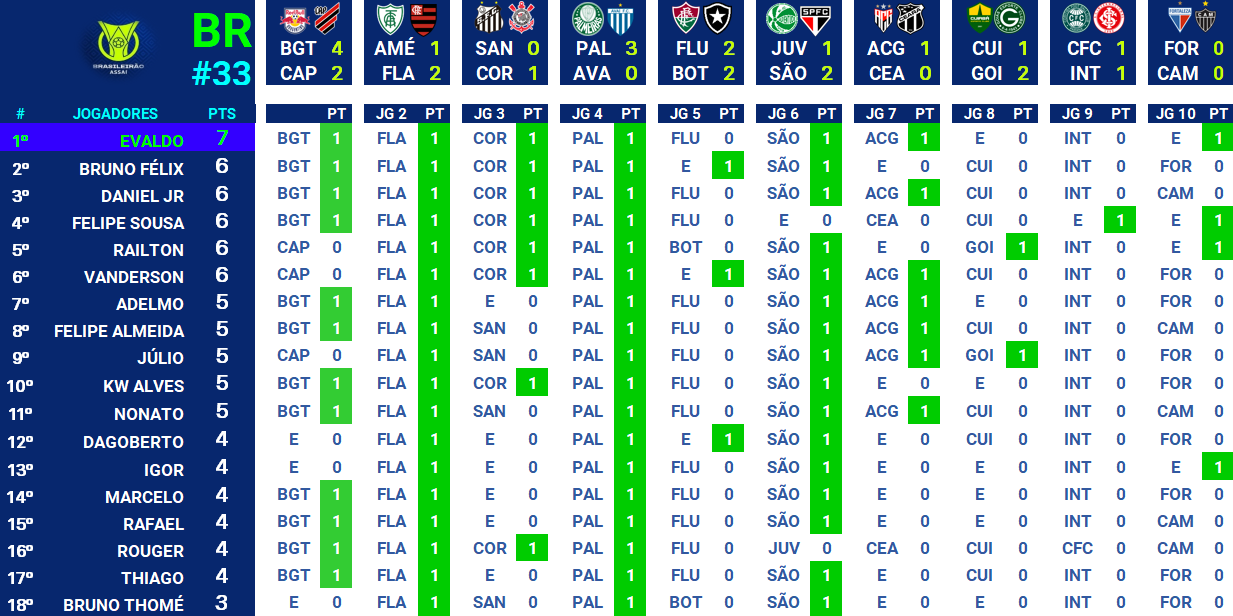 BRASILEIRÃO
ASSAÍ
BR
#33
BGT 4 AMÉ 1 SAN 0 PAL 3 FLU 2 JUV 1 ACG 1 CUI 1 CFC 1 FOR 0
CAP 2 FLA 2 COR 1 AVA 0 BOT 2 SÃO 2 CEA 0 GOI 2 INT 1 CAM 0
# JOGADORES PTS PT JG 2 PT JG 3 PT JG 4 PT JG 5 PT JG 6 PT JG 7 PT JG 8 PT JG 9 PT JG 10 PT
1º EVALDO 7 BGT 1 FLA 1 COR 1 PAL 1 FLU 0 SÃO 1 ACG 1 E 0 INT 0 E 1
2º BRUNO FÉLIX 6 BGT 1 FLA 1 COR 1 PAL 1 E 1 SÃO 1 E 0 CUI 0 INT 0 FOR 0
3º DANIEL JR 6 BGT 1 FLA 1 COR 1 PAL 1 FLU 0 SÃO 1 ACG 1 CUI 0 INT 0 CAM 0
4º FELIPE SOUSA 6 BGT 1 FLA 1 COR 1 PAL 1 FLU 0 E 0 CEA 0 CUI 0 E 1 E 1
5º RAILTON 6 CAP 0 FLA 1 COR 1 PAL 1 BOT 0 SÃO 1 E 0 GOI 1 INT 0 E 1
6º VANDERSON 6 CAP 0 FLA 1 COR 1 PAL 1 E 1 SÃO 1 ACG 1 CUI 0 INT 0 FOR 0
7º ADELMO 5 BGT 1 FLA 1 E 0 PAL 1 FLU 0 SÃO 1 ACG 1 E 0 INT 0 FOR 0
8º FELIPE ALMEIDA 5 BGT 1 FLA 1 SAN 0 PAL 1 FLU 0 SÃO 1 ACG 1 CUI 0 INT 0 CAM 0
9º JÚLIO 5 CAP 0 FLA 1 SAN 0 PAL 1 FLU 0 SÃO 1 ACG 1 GOI 1 INT 0 FOR 0
10º KW ALVES 5 BGT 1 FLA 1 COR 1 PAL 1 FLU 0 SÃO 1 E 0 E 0 INT 0 FOR 0
11º NONATO 5 BGT 1 FLA 1 SAN 0 PAL 1 FLU 0 SÃO 1 ACG 1 CUI 0 INT 0 CAM 0
12º DAGOBERTO 4 E 0 FLA 1 E 0 PAL 1 E 1 SÃO 1 E 0 CUI 0 INT 0 FOR 0
13º IGOR 4 E 0 FLA 1 E 0 PAL 1 FLU 0 SÃO 1 E 0 E 0 INT 0 E 1
14º MARCELO 4 BGT 1 FLA 1 E 0 PAL 1 FLU 0 SÃO 1 E 0 E 0 INT 0 FOR 0
15º RAFAEL 4 BGT 1 FLA 1 E 0 PAL 1 FLU 0 SÃO 1 E 0 E 0 INT 0 CAM 0
16º ROUGER 4 BGT 1 FLA 1 COR 1 PAL 1 FLU 0 JUV 0 CEA 0 CUI 0 CFC 0 CAM 0
17º THIAGO 4 BGT 1 FLA 1 E 0 PAL 1 FLU 0 SÃO 1 E 0 CUI 0 INT 0 FOR 0
18º BRUNO THOMÉ 3 E 0 FLA 1 SAN 0 PAL 1 BOT 0 SÃO 1 E 0 E 0 INT 0 FOR 0